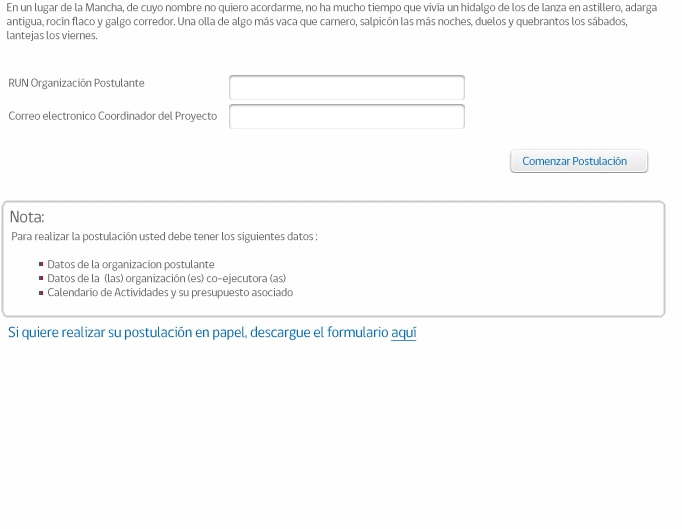 En un lugar de la Mancha, de cuyo nombre no quiero acordarme, no ha mucho tiempo que vivía un hidalgo de los de lanza en astillero, adarga
antigua, rocín flaco y galgo corredor. Una olla de algo más vaca que carnero, salpicón las más noches, duelos y quebrantos los sábados,
lantejas los viernes.
RUN Organización Postulante
Correo electronico Coordinador del Proyecto
Comenzar Postulación
Nota:
Para realizar la postulación usted debe tener los siguientes datos :
Datos de la organizacion postulante
Datos de la (las) organización (es) co-ejecutora (as)
Calendario de Actividades y su presupuesto asociado
Si quiere realizar su postulación en papel, descargue el formulario aquí